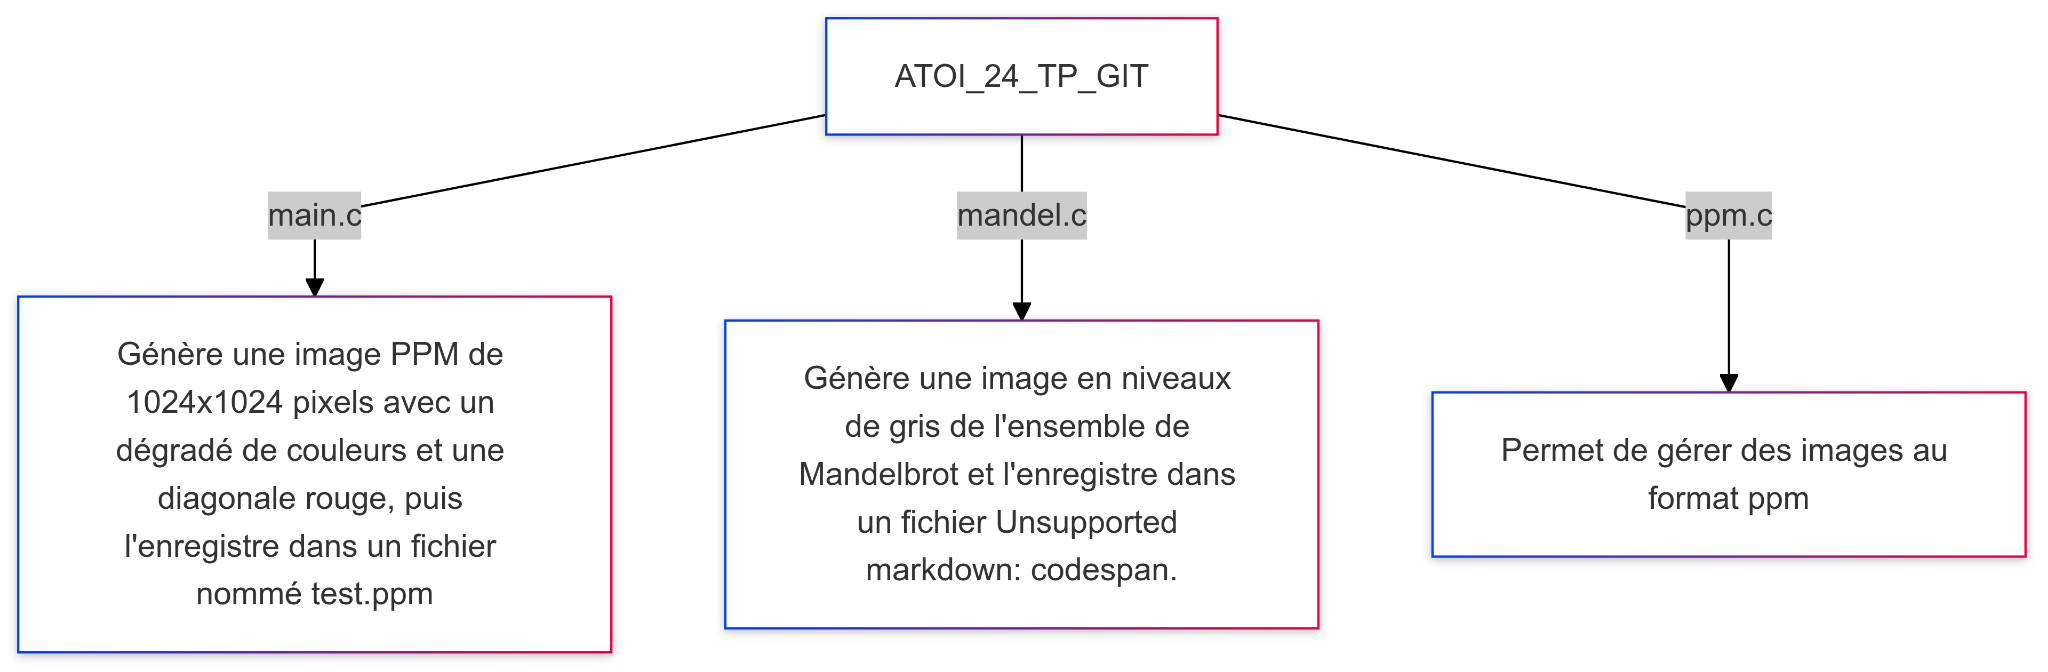 ATOI_24_TP_GIT
main.c
mandel.c
ppm.c
Génère une image PPM de
1024x1024 pixels avec un
dégradé de couleurs et une
diagonale rouge, puis
l'enregistre dans un fichier
nommé test.ppm
Génère une image en niveaux
de gris de l'ensemble de
Mandelbrot et l'enregistre dans
un fichier Unsupported
markdown: codespan.
Permet de gérer des images au
format ppm